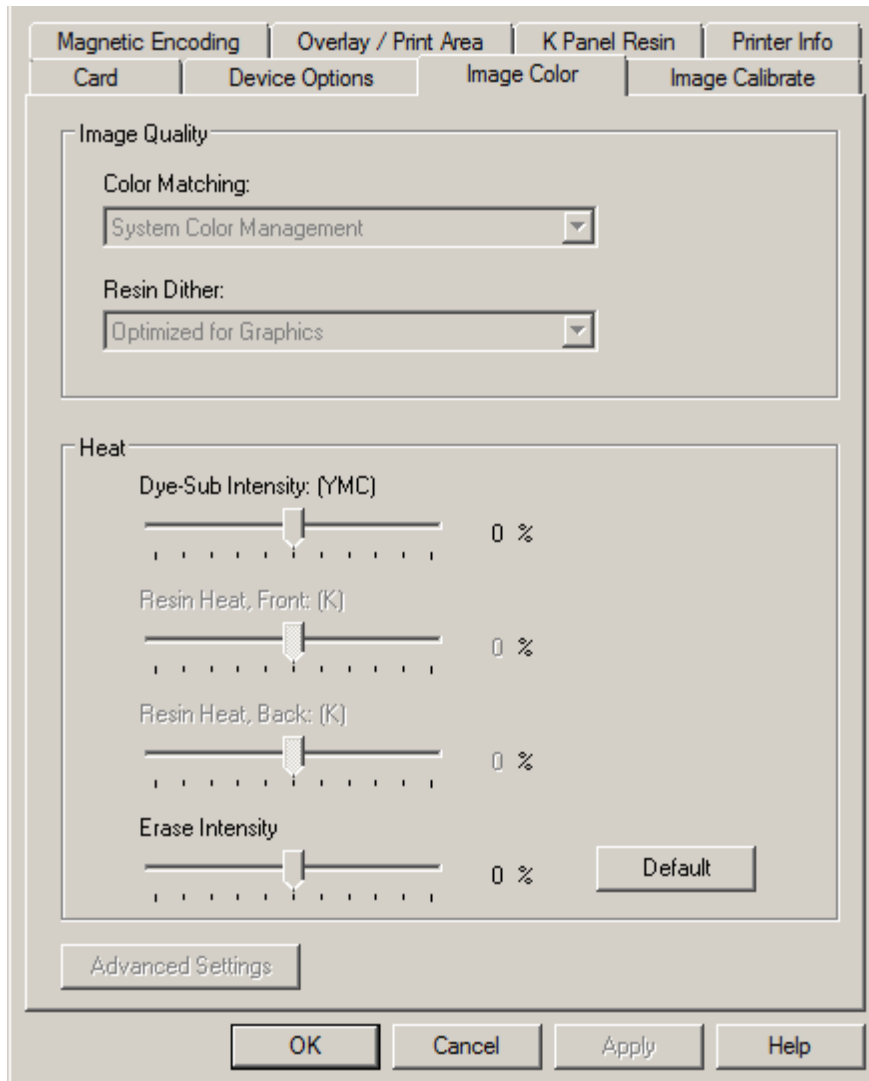 Magnetic Encoding Overlay / Print Area K Panel Resin Printer Info
Card Device Options Image Color Image Calibrate
Image Quality
Color Matching:
System Color Management
Resin Dither:
Optimized for Graphics
Heat
Dye-Sub Intensity: (YMC)
0 %
Resin Heat, Front: (K)
0 %
Resin Heat, Back: (K)
0 %
Erase Intensity
0 % Default
Advanced Settings
OK Cancel Apply Help